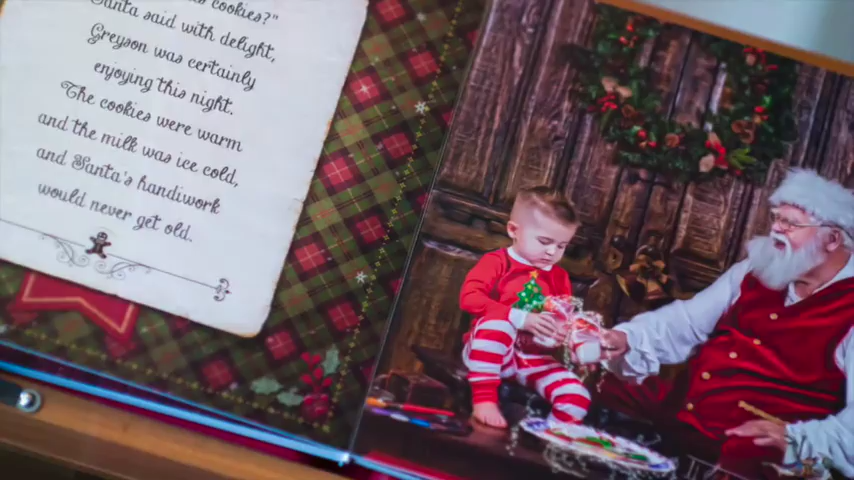 cookies?"
Santa said with delight,
Greyson was certainly
enjoying this night.
The cookies were warm
and the milk was ice cold,
and Santa's handiwork
would never get old.